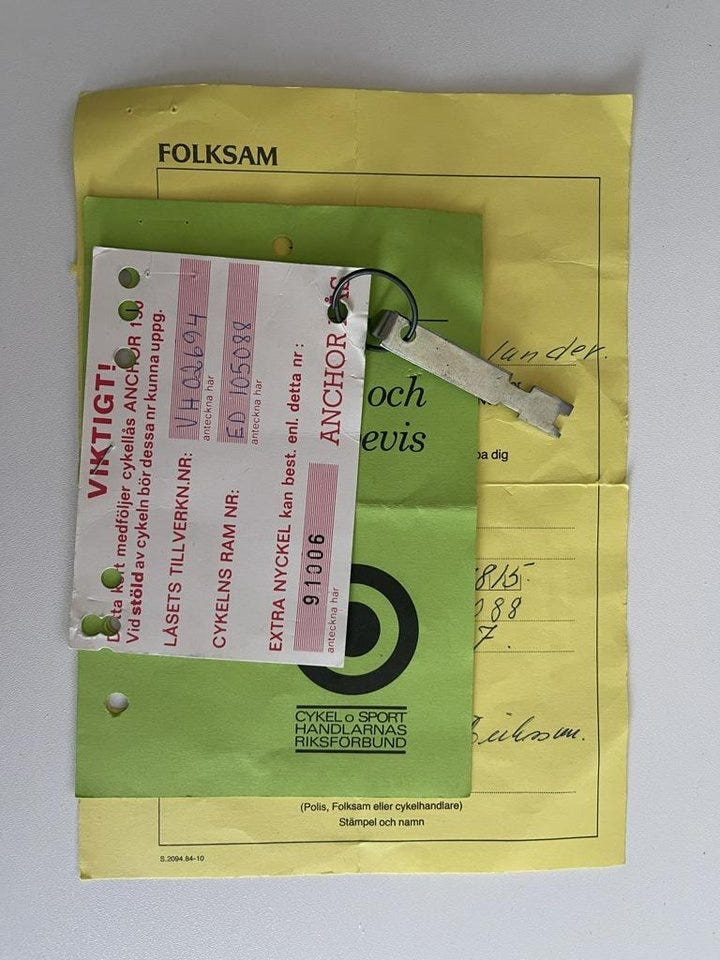 FOLKSAM
lander.
pa dig
815.
88
7.
(Polis, Folksam eller cykelhandlare)
Stämpel och namn
S.2094.84-10
och
evis
CYKEL o SPORT
HANDLARNAS
RIKSFÖRBUND
VIKTIGT!
Detta kort medföljer cykellås ANCHOR
Vid stöld av cykeln bör dessa nr kunna uppg.
LÅSETS TILLVERKN.NR: VH02694
anteckna här
CYKELNS RAM NR: ED 105088
anteckna här
EXTRA NYCKEL kan best. enl. detta nr :
91006
anteckna här
ANCHOR LÅS